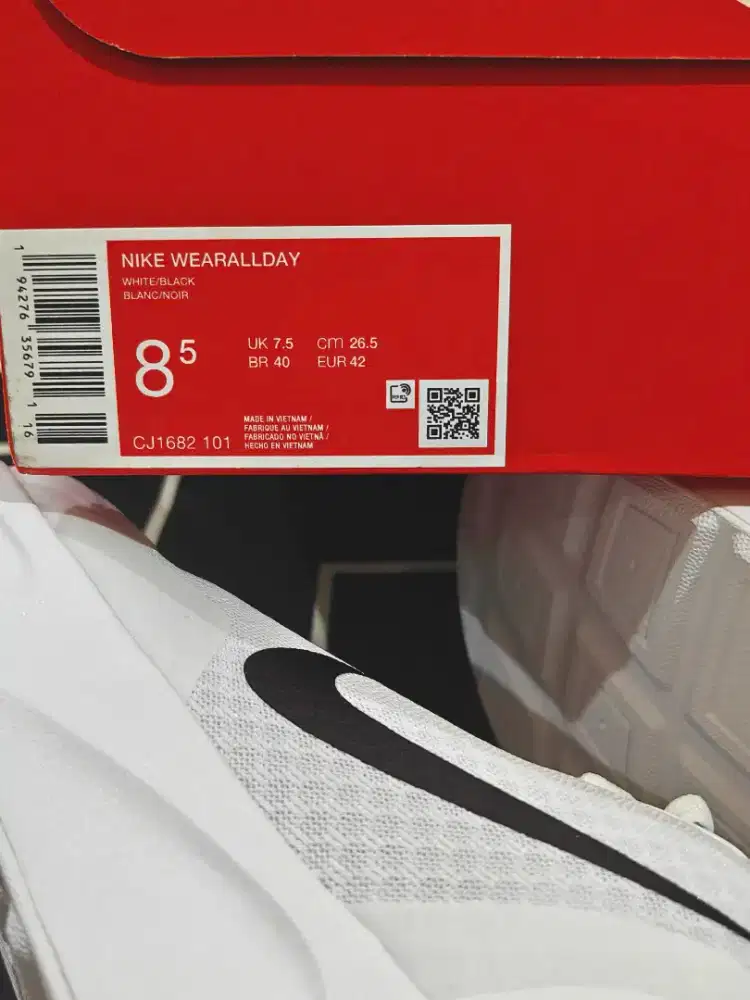 NIKE WEARALLDAY
WHITE/BLACK
BLANC/NOIR
8 5
UK 7.5 cm 26.5
BR 40 EUR 42
CJ1682 101
MADE IN VIETNAM /
FABRIQUE AU VIETNAM /
FABRICADO NO VIETNÃ /
HECHO EN VIETNAM
1 94276 35679 1 16